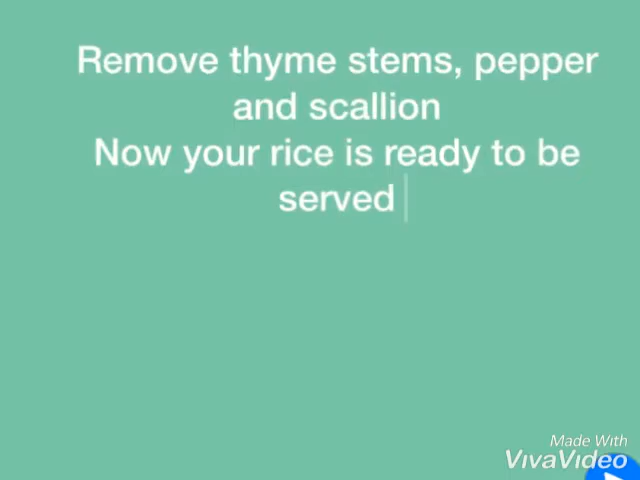 Remove thyme stems, pepper
and scallion
Now your rice is ready to be
served
Made With
VivaVideo